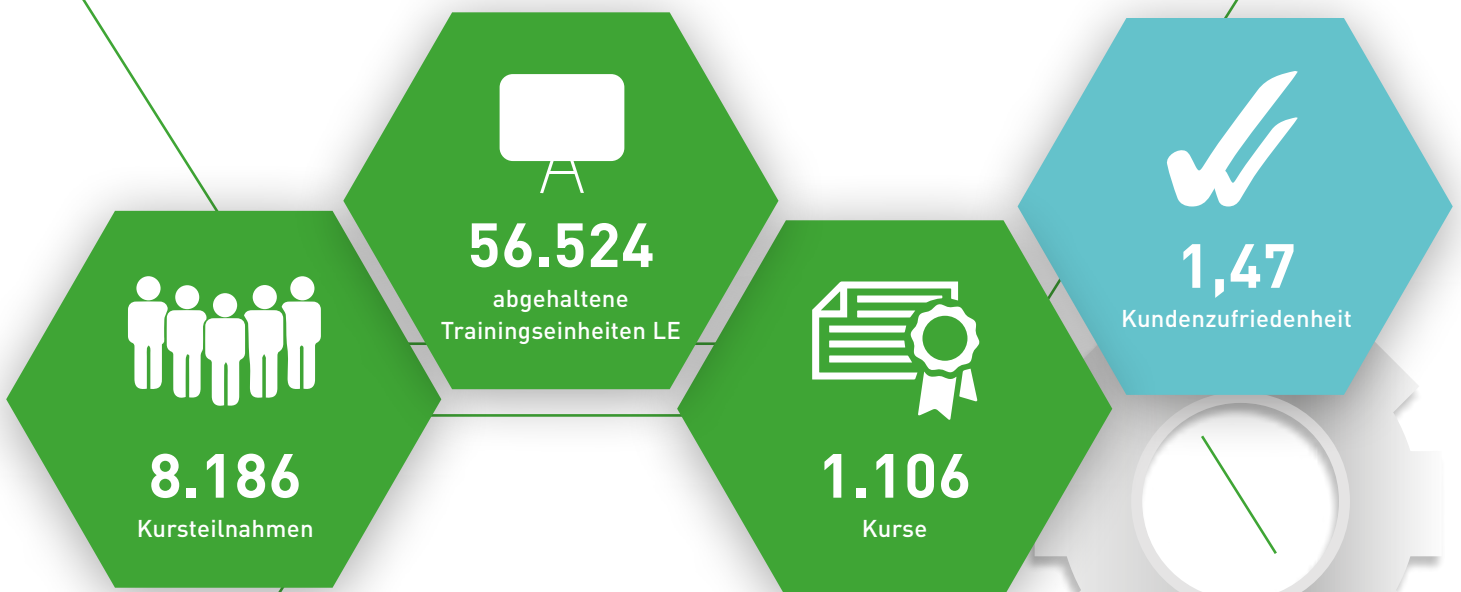 8.186
Kursteilnahmen
56.524
abgehaltene
Trainingseinheiten LE
1.106
Kurse
1,47
Kundenzufriedenheit